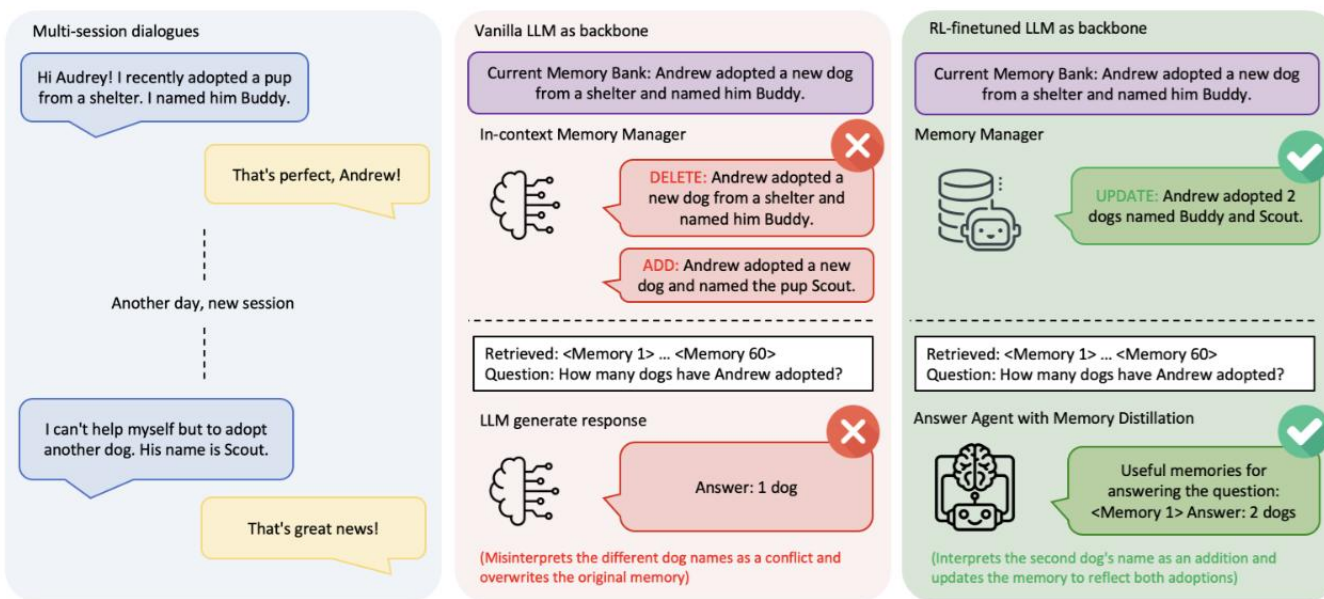 Multi-session dialogues
Hi Audrey! I recently adopted a pup
from a shelter. I named him Buddy.
That's perfect, Andrew!
Another day, new session
I can't help myself but to adopt
another dog. His name is Scout.
That's great news!
Vanilla LLM as backbone
Current Memory Bank: Andrew adopted a new dog
from a shelter and named him Buddy.
In-context Memory Manager
DELETE: Andrew adopted a
new dog from a shelter and
named him Buddy.
ADD: Andrew adopted a new
dog and named the pup Scout.
Retrieved: <Memory 1> ... <Memory 60>
Question: How many dogs have Andrew adopted?
LLM generate response
Answer: 1 dog
(Misinterprets the different dog names as a conflict and
overwrites the original memory)
RL-finetuned LLM as backbone
Current Memory Bank: Andrew adopted a new dog
from a shelter and named him Buddy.
Memory Manager
UPDATE: Andrew adopted 2
dogs named Buddy and Scout.
Retrieved: <Memory 1> ... <Memory 60>
Question: How many dogs have Andrew adopted?
Answer Agent with Memory Distillation
Useful memories for
answering the question:
<Memory 1> Answer: 2 dogs
(Interprets the second dog's name as an addition and
updates the memory to reflect both adoptions)